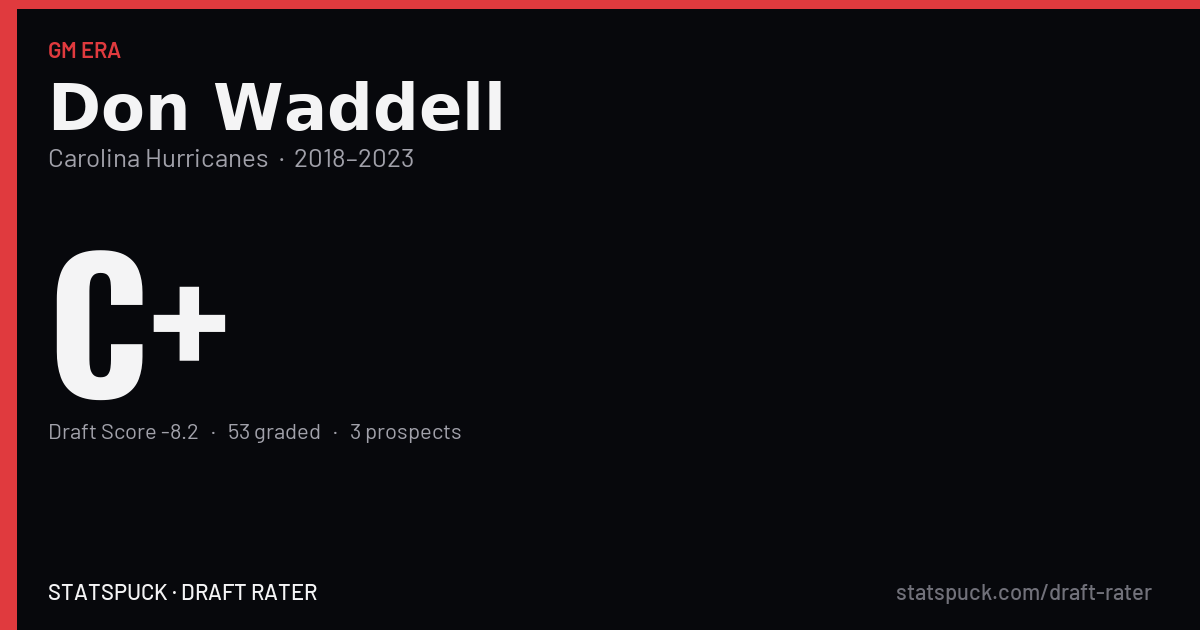 GM ERA
Don Waddell
Carolina Hurricanes · 2018–2023
C+
Draft Score -8.2 · 53 graded · 3 prospects
STATSPUCK · DRAFT RATER
statspuck.com/draft-rater